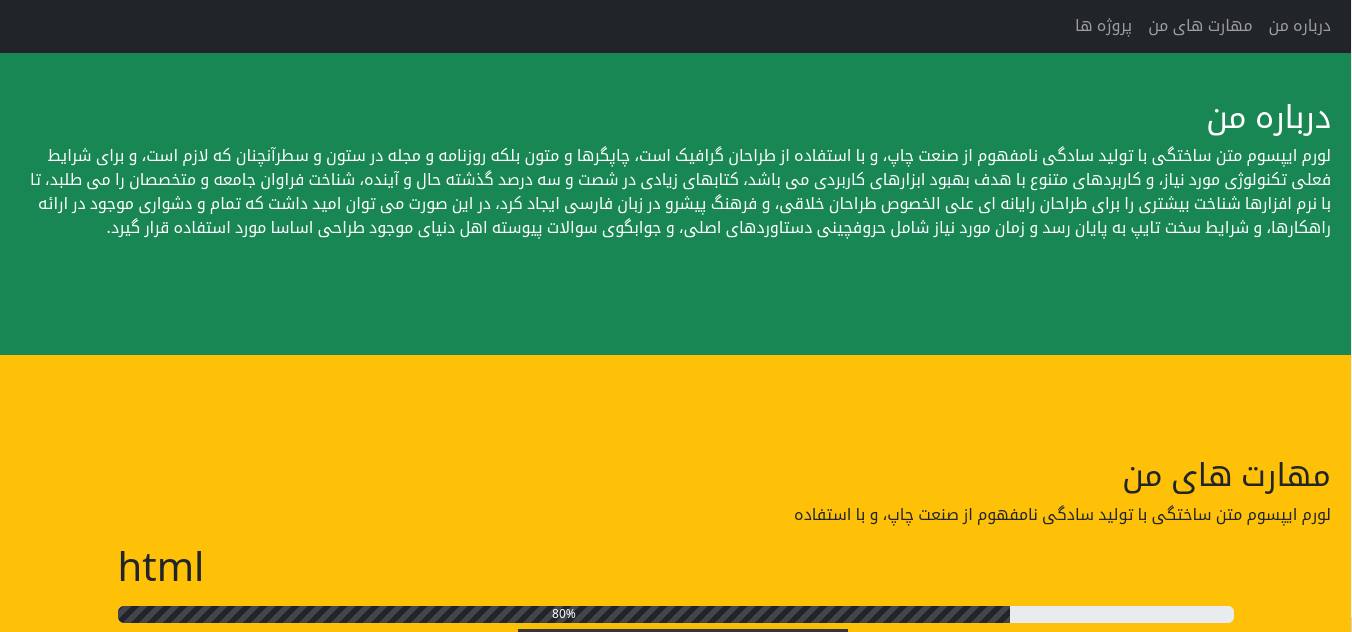 درباره من مهارت های من پروژه ها
درباره من
لورم ایپسوم متن ساختگی با تولید سادگی نامفهوم از صنعت چاپ، و با استفاده از طراحان گرافیک است، چاپگرها و متون بلکه روزنامه و مجله در ستون و سطرآنچنان که لازم است، و برای شرایط
فعلی تکنولوژی مورد نیاز، و کاربردهای متنوع با هدف بهبود ابزارهای کاربردی می باشد، کتابهای زیادی در شصت و سه درصد گذشته حال و آینده، شناخت فراوان جامعه و متخصصان را می طلبد، تا
با نرم افزارها شناخت بیشتری را برای طراحان رایانه ای علی الخصوص طراحان خلاقی، و فرهنگ پیشرو در زبان فارسی ایجاد کرد، در این صورت می توان امید داشت که تمام و دشواری موجود در ارائه
راهکارها، و شرایط سخت تایپ به پایان رسد و زمان مورد نیاز شامل حروفچینی دستاوردهای اصلی، و جوابگوی سوالات پیوسته اهل دنیای موجود طراحی اساسا مورد استفاده قرار گیرد.
مهارت های من
لورم ایپسوم متن ساختگی با تولید سادگی نامفهوم از صنعت چاپ، و با استفاده
html
80%